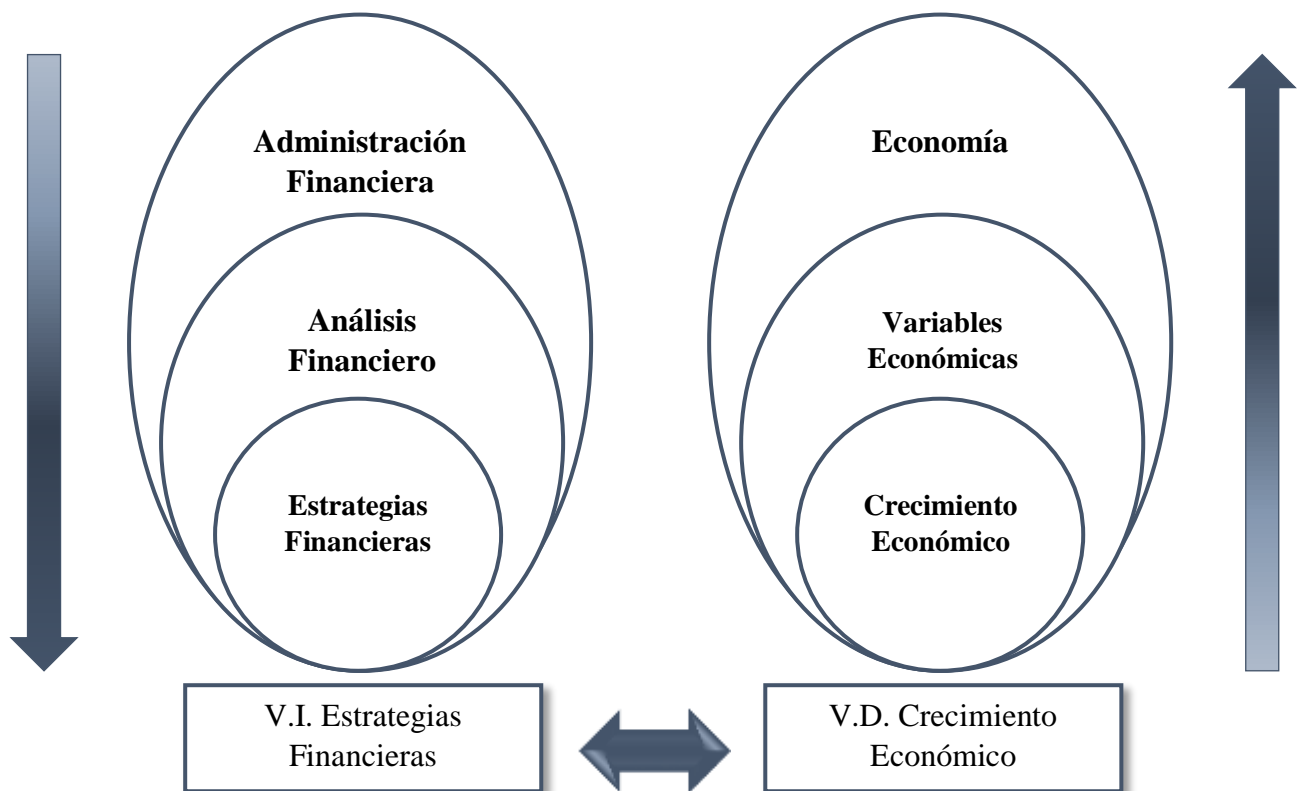 Administración
Financiera
Análisis
Financiero
Estrategias
Financieras
V.I. Estrategias
Financieras
Economía
Variables
Económicas
Crecimiento
Económico
V.D. Crecimiento
Económico